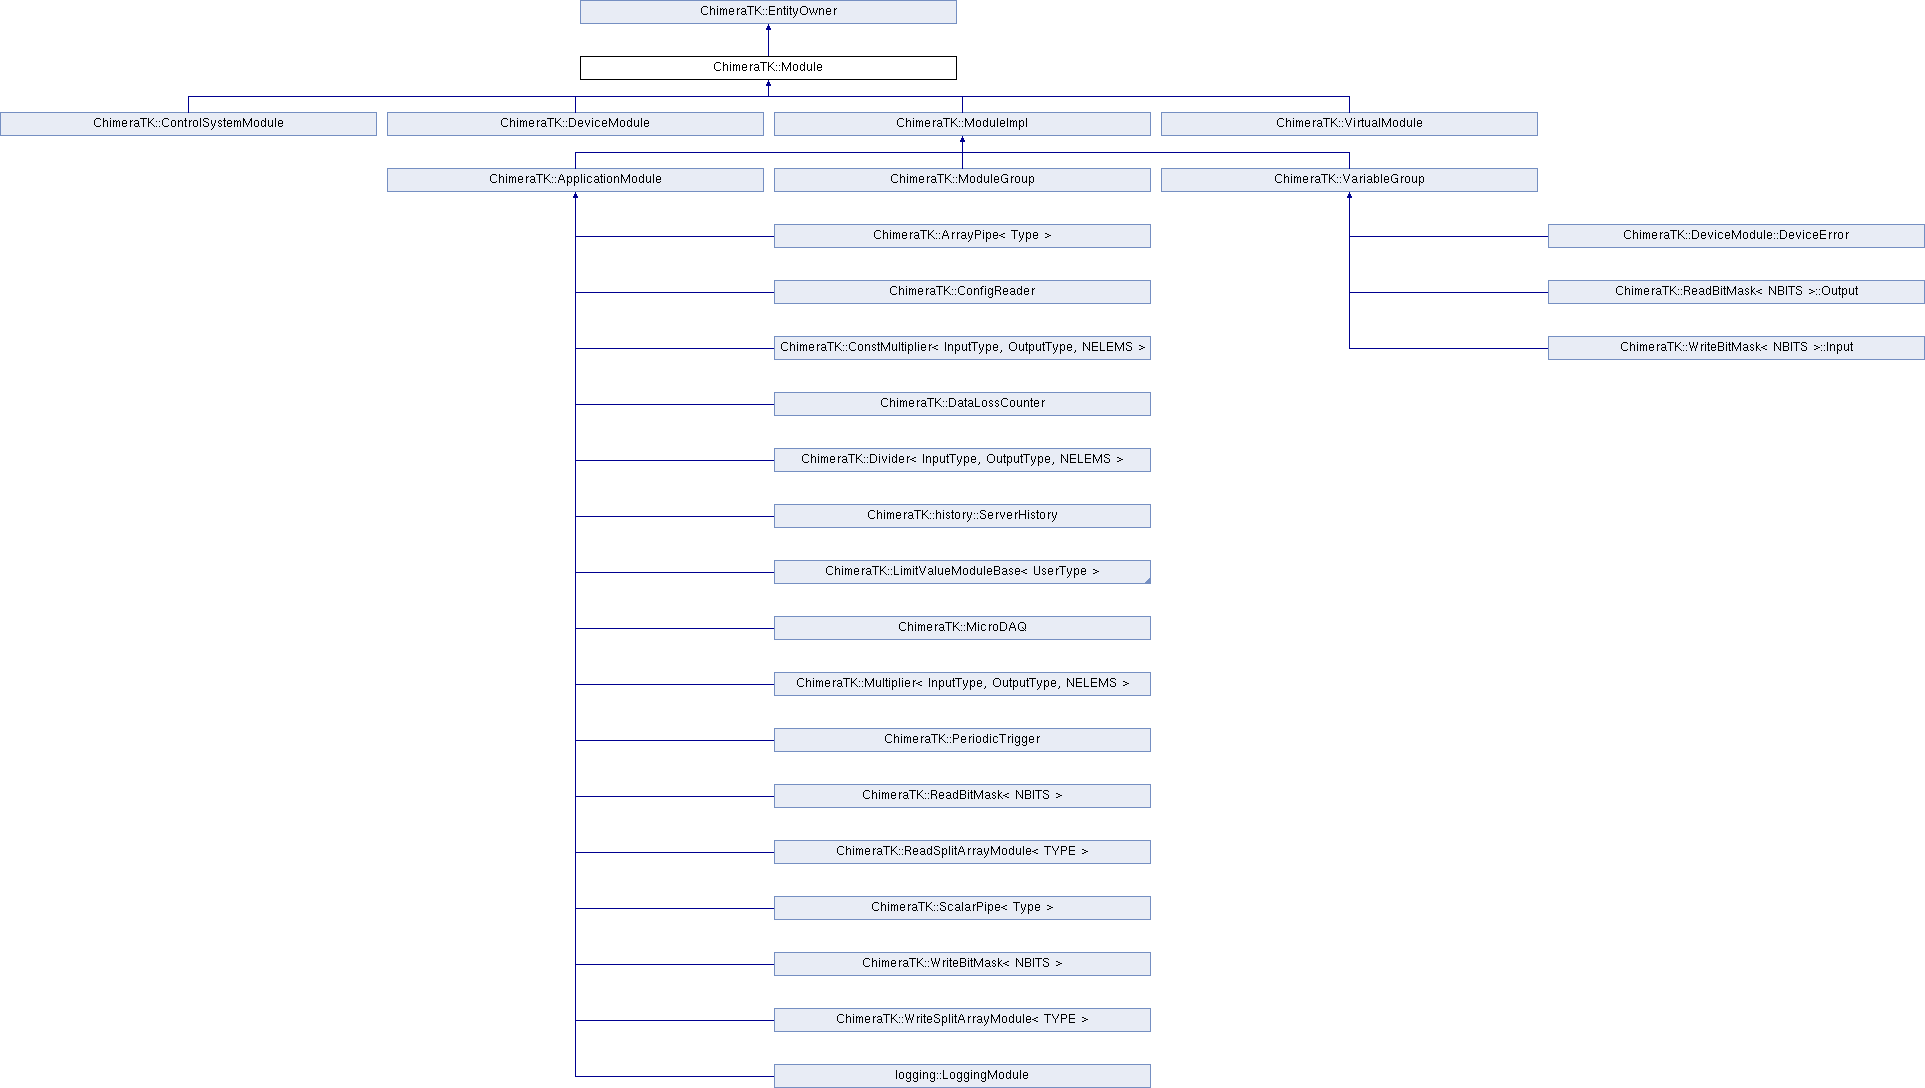 ChimeraTK::EntityOwner
ChimeraTK::Module
ChimeraTK::ControlSystemModule
ChimeraTK::DeviceModule
ChimeraTK::ModuleImpl
ChimeraTK::VirtualModule
ChimeraTK::ApplicationModule
ChimeraTK::ModuleGroup
ChimeraTK::VariableGroup
ChimeraTK::ArrayPipe< Type >
ChimeraTK::DeviceModule::DeviceError
ChimeraTK::ConfigReader
ChimeraTK::ReadBitMask< NBITS >::Output
ChimeraTK::ConstMultiplier< InputType, OutputType, NELEMS >
ChimeraTK::WriteBitMask< NBITS >::Input
ChimeraTK::DataLossCounter
ChimeraTK::Divider< InputType, OutputType, NELEMS >
ChimeraTK::history::ServerHistory
ChimeraTK::LimitValueModuleBase< UserType >
ChimeraTK::MicroDAQ
ChimeraTK::Multiplier< InputType, OutputType, NELEMS >
ChimeraTK::PeriodicTrigger
ChimeraTK::ReadBitMask< NBITS >
ChimeraTK::ReadSplitArrayModule< TYPE >
ChimeraTK::ScalarPipe< Type >
ChimeraTK::WriteBitMask< NBITS >
ChimeraTK::WriteSplitArrayModule< TYPE >
logging::LoggingModule